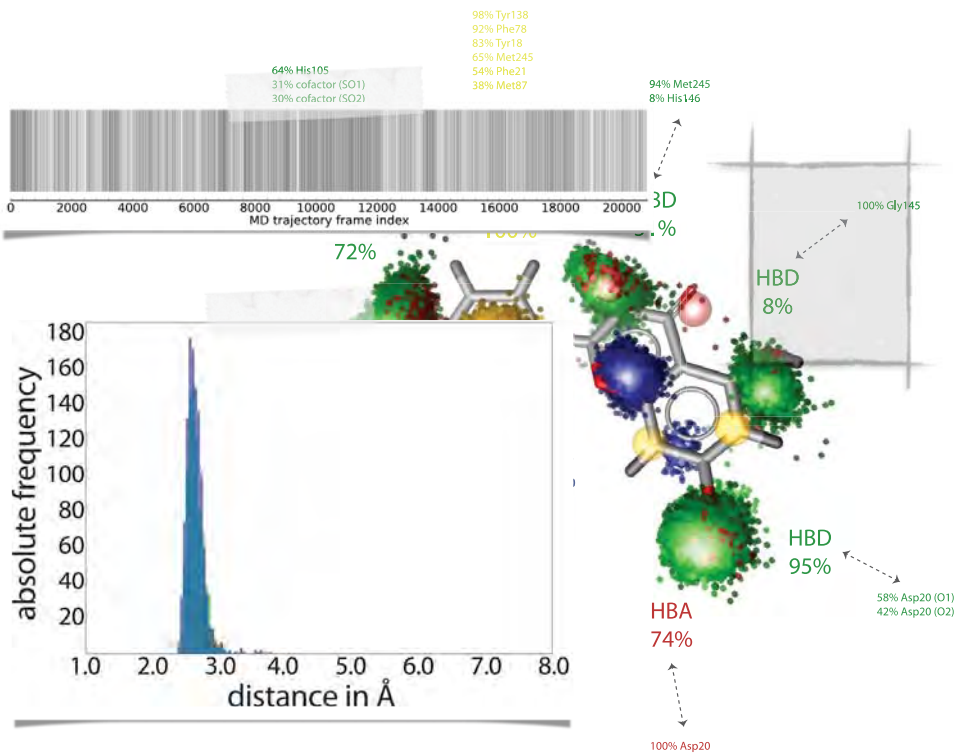 98% Tyr138
92% Phe78
83% Tyr18
65% Met245
54% Phe21
38% Met87
64% His105
31% cofactor (SO1)
30% cofactor (SO2)
94% Met245
8% His146
0 2000 4000 6000 8000 10000 12000 14000 16000 18000 20000
MD trajectory frame index
100% Gly145
72%
HBD
8%
180
160
140
120
100
80
60
40
20
absolute frequency
1.0 2.0 3.0 4.0 5.0 6.0 7.0 8.0
distance in Å
HBD
95%
58% Asp20 (O1)
42% Asp20 (O2)
HBA
74%
100% Asp20